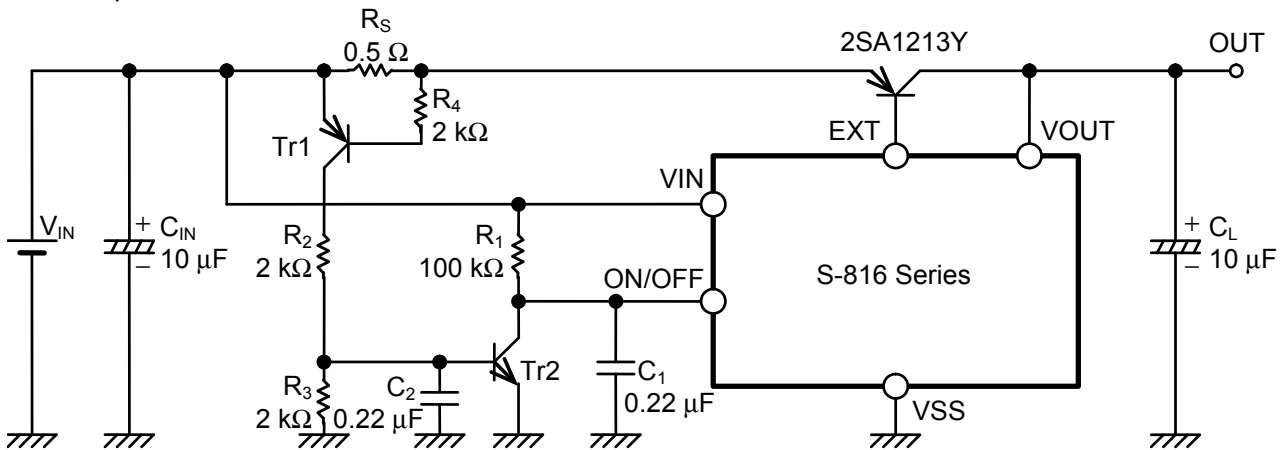 RS
0.5 Ω
2SA1213Y
OUT
R4
2 kΩ
Tr1
EXT
VOUT
VIN
VIN
+ CIN
− 10 µF
R2
2 kΩ
R1
100 kΩ
ON/OFF
S-816 Series
+ CL
− 10 µF
Tr2
R3
2 kΩ
C2
0.22 µF
C1
0.22 µF
VSS